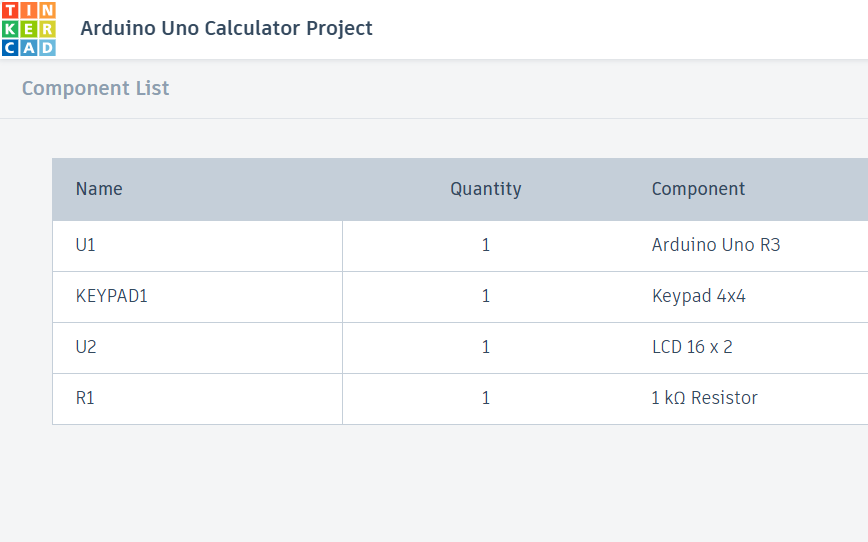 TIN
KER
CAD
Arduino Uno Calculator Project
Component List
Name Quantity Component
U1 1 Arduino Uno R3
KEYPAD1 1 Keypad 4x4
U2 1 LCD 16 x 2
R1 1 1 kΩ Resistor